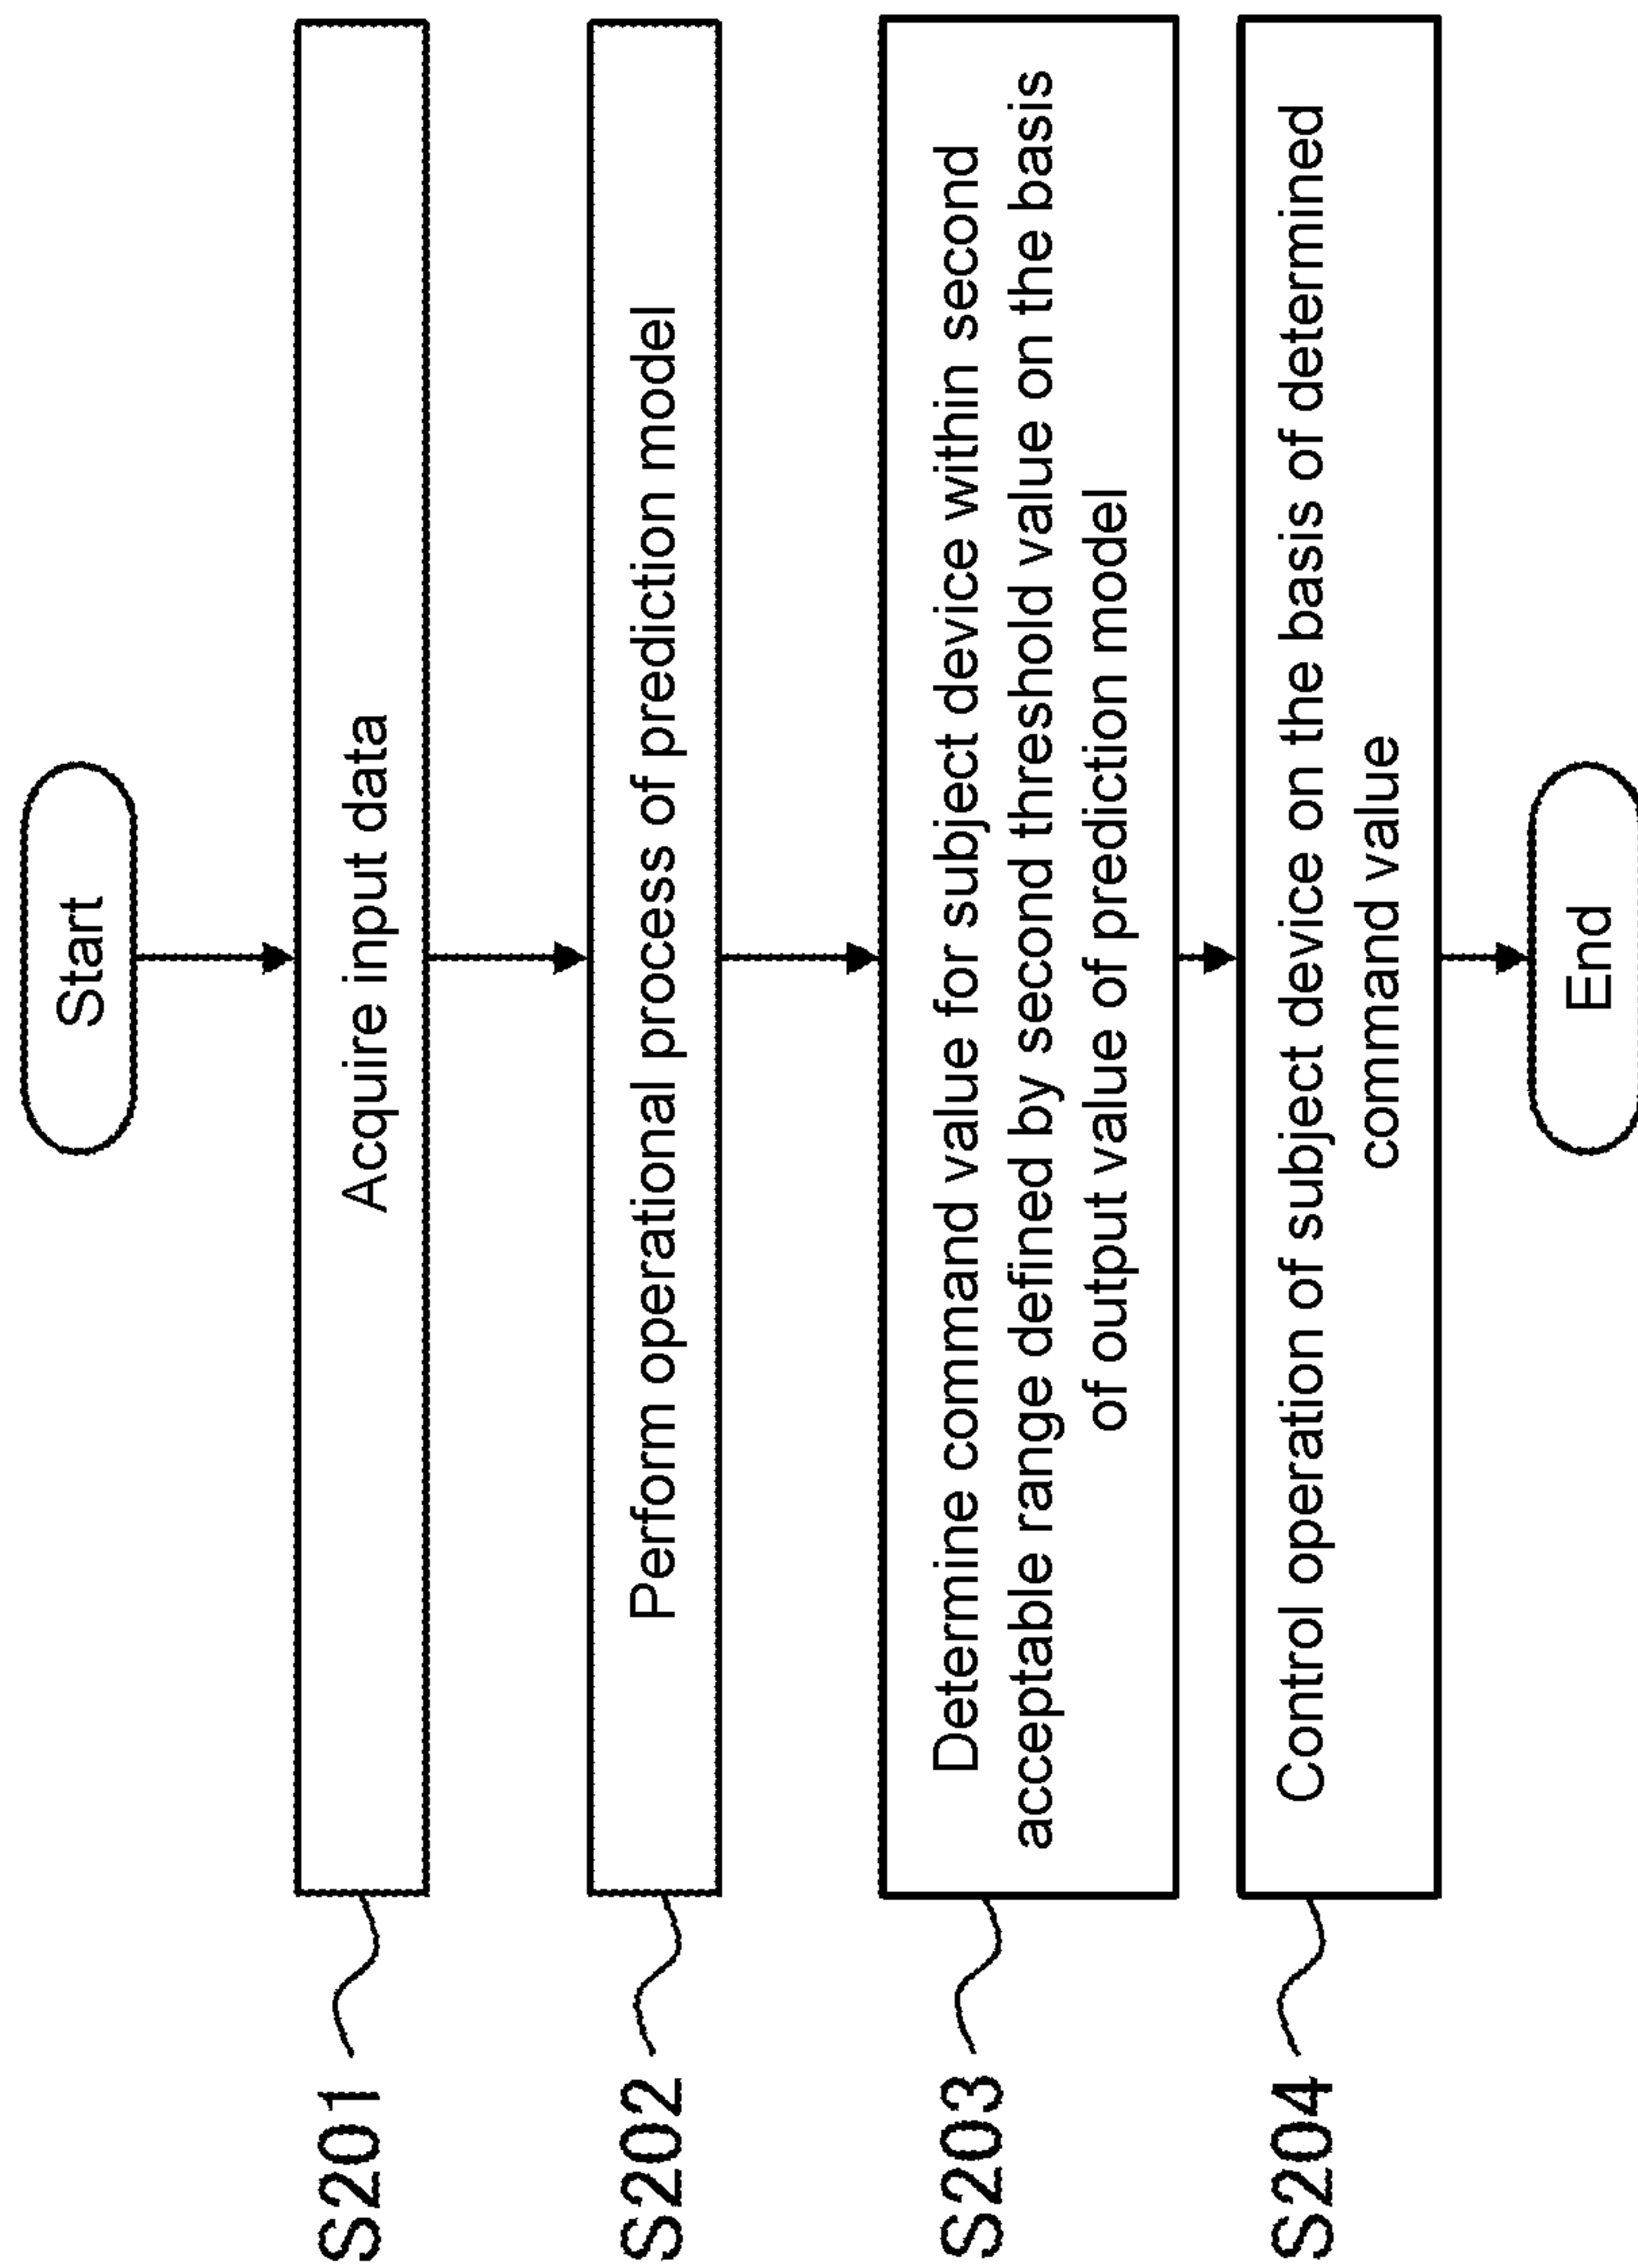 Start
S201
Acquire input data
S202
Perform operational process of prediction model
S203
Determine command value for subject device within second
acceptable range defined by second threshold value on the basis
of output value of prediction model
S204
Control operation of subject device on the basis of determined
command value
End